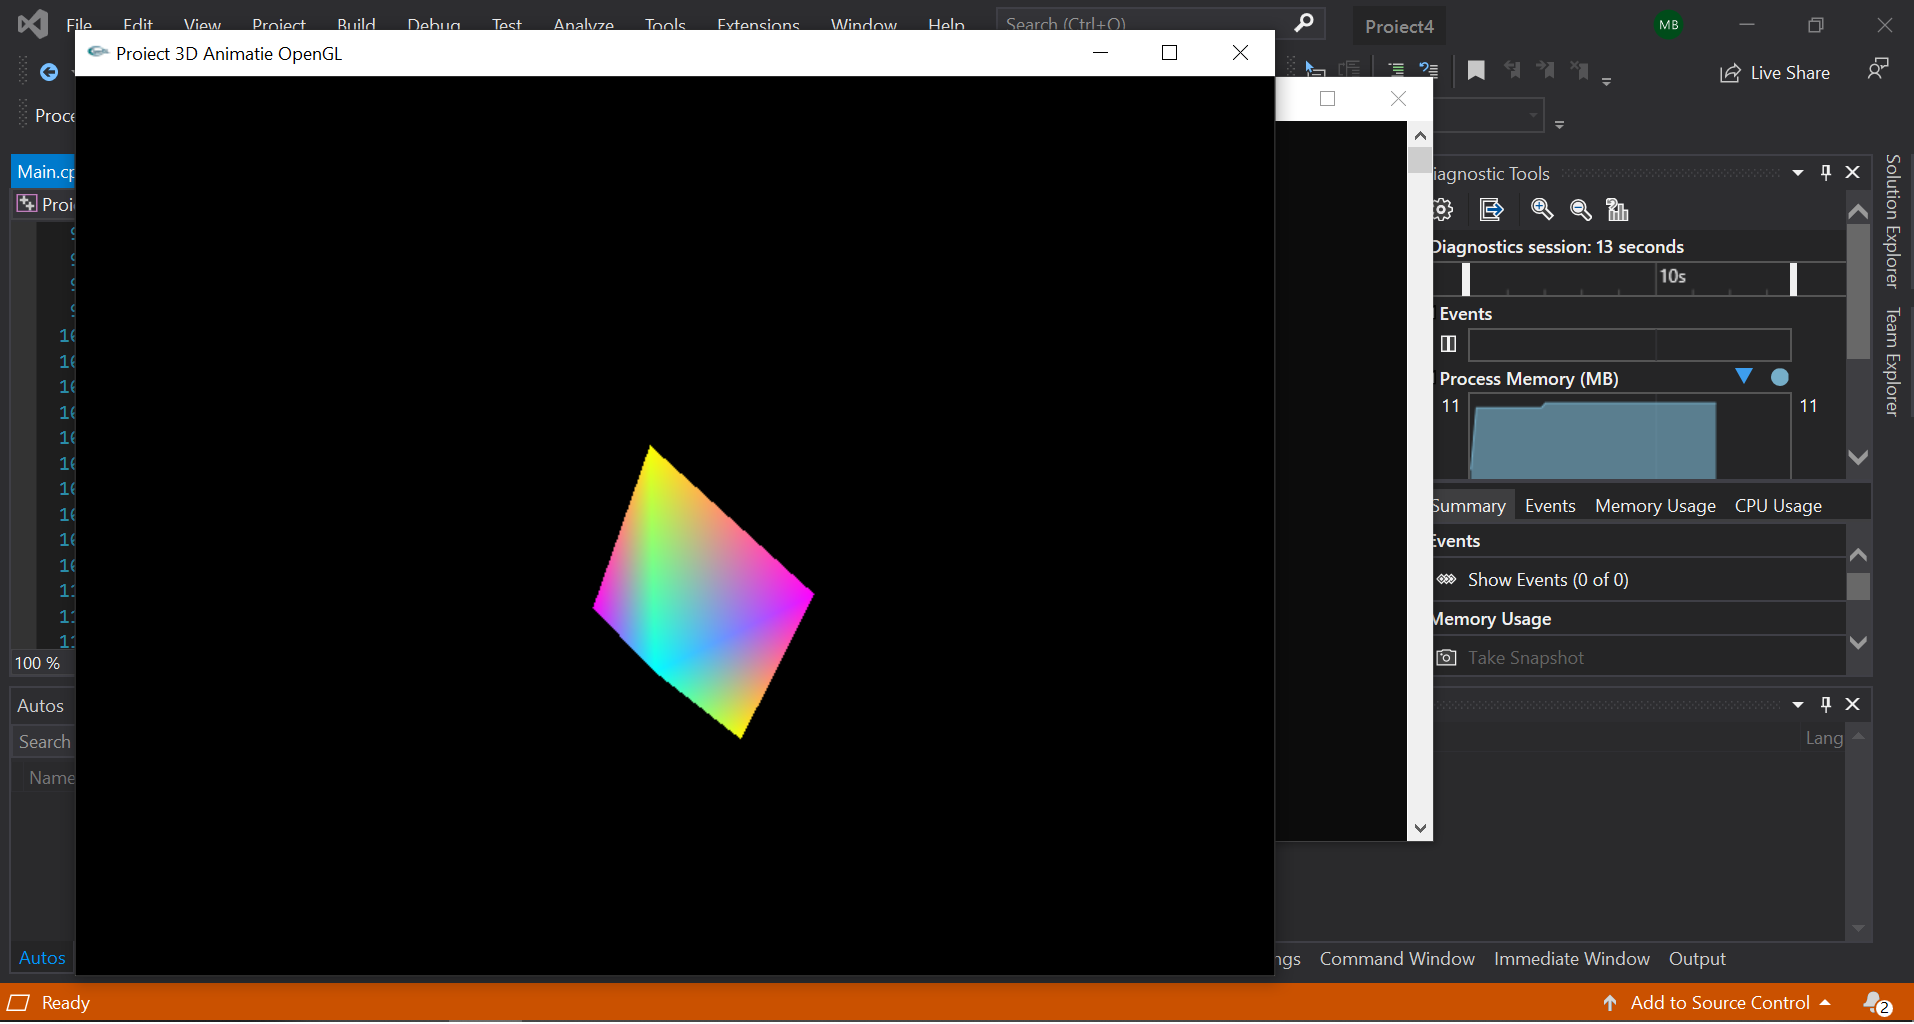 File Edit View Project Build Debug Test Analyze Tools Extensions Window Help Search (Ctrl+Q) Proiect4 MB
Proiect 3D Animatie OpenGL
Live Share
Proce
Main.cp
Proi
Diagnostic Tools
Diagnostics session: 13 seconds
10s
Events
Process Memory (MB)
11 11
Summary Events Memory Usage CPU Usage
Events
Show Events (0 of 0)
Memory Usage
Take Snapshot
Solution Explorer
Team Explorer
100 %
Autos
Search
Name
Lang
Autos
ngs Command Window Immediate Window Output
Ready
Add to Source Control 2